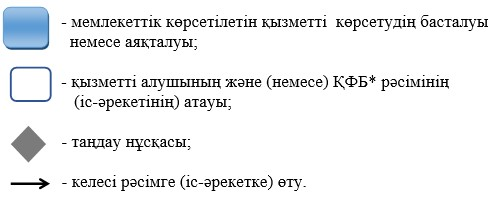 - мемлекеттік көрсетілетін қызметті көрсетудің басталуы
немесе аяқталуы;
- қызметті алушының және (немесе) ҚФБ* рәсімінің
(іс-әрекетінің) атауы;
- таңдау нұсқасы;
- келесі рәсімге (іс-әрекетке) өту.